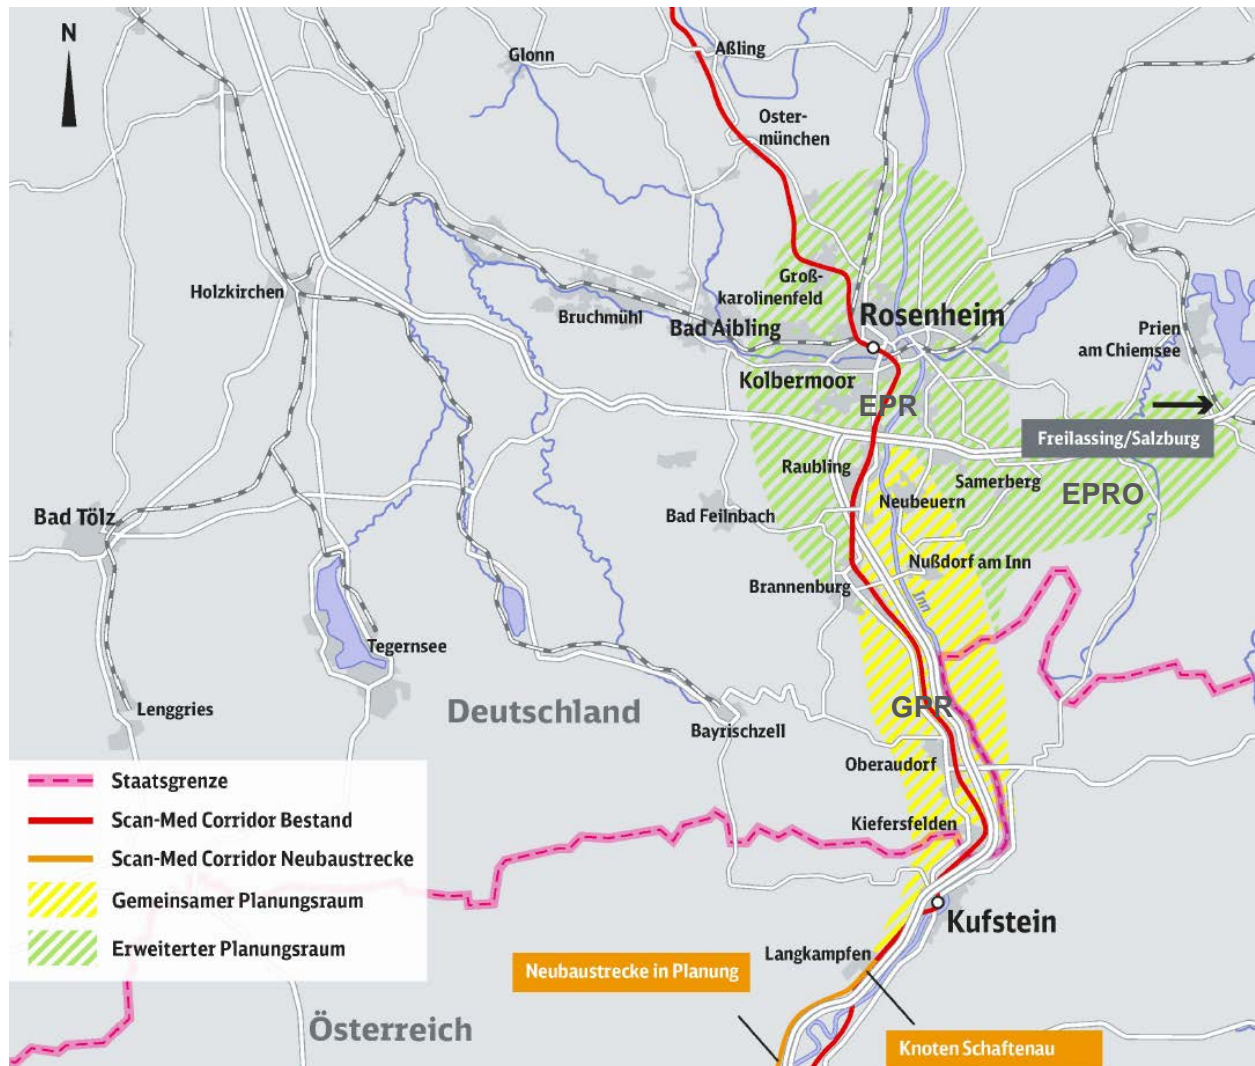 N
Glonn
Aßling
Oster-
münchen
Holzkirchen
Bruchmühl
Groß-
karolinenfeld
Bad Aibling
Rosenheim
Prien
am Chiemsee
Kolbermoor
EPR
Freilassing/Salzburg
Raubling
Samerberg
EPRO
Neubeuern
Bad Tölz
Bad Feilnbach
Nußdorf am Inn
Brannenburg
Inn
Tegernsee
Lenggries
Deutschland
GPR
Bayrischzell
Oberaudorf
Kiefersfelden
Staatsgrenze
Scan-Med Corridor Bestand
Scan-Med Corridor Neubaustrecke
Gemeinsamer Planungsraum
Erweiterter Planungsraum
Kufstein
Langkampfen
Neubaustrecke in Planung
Österreich
Knoten Schaftenau